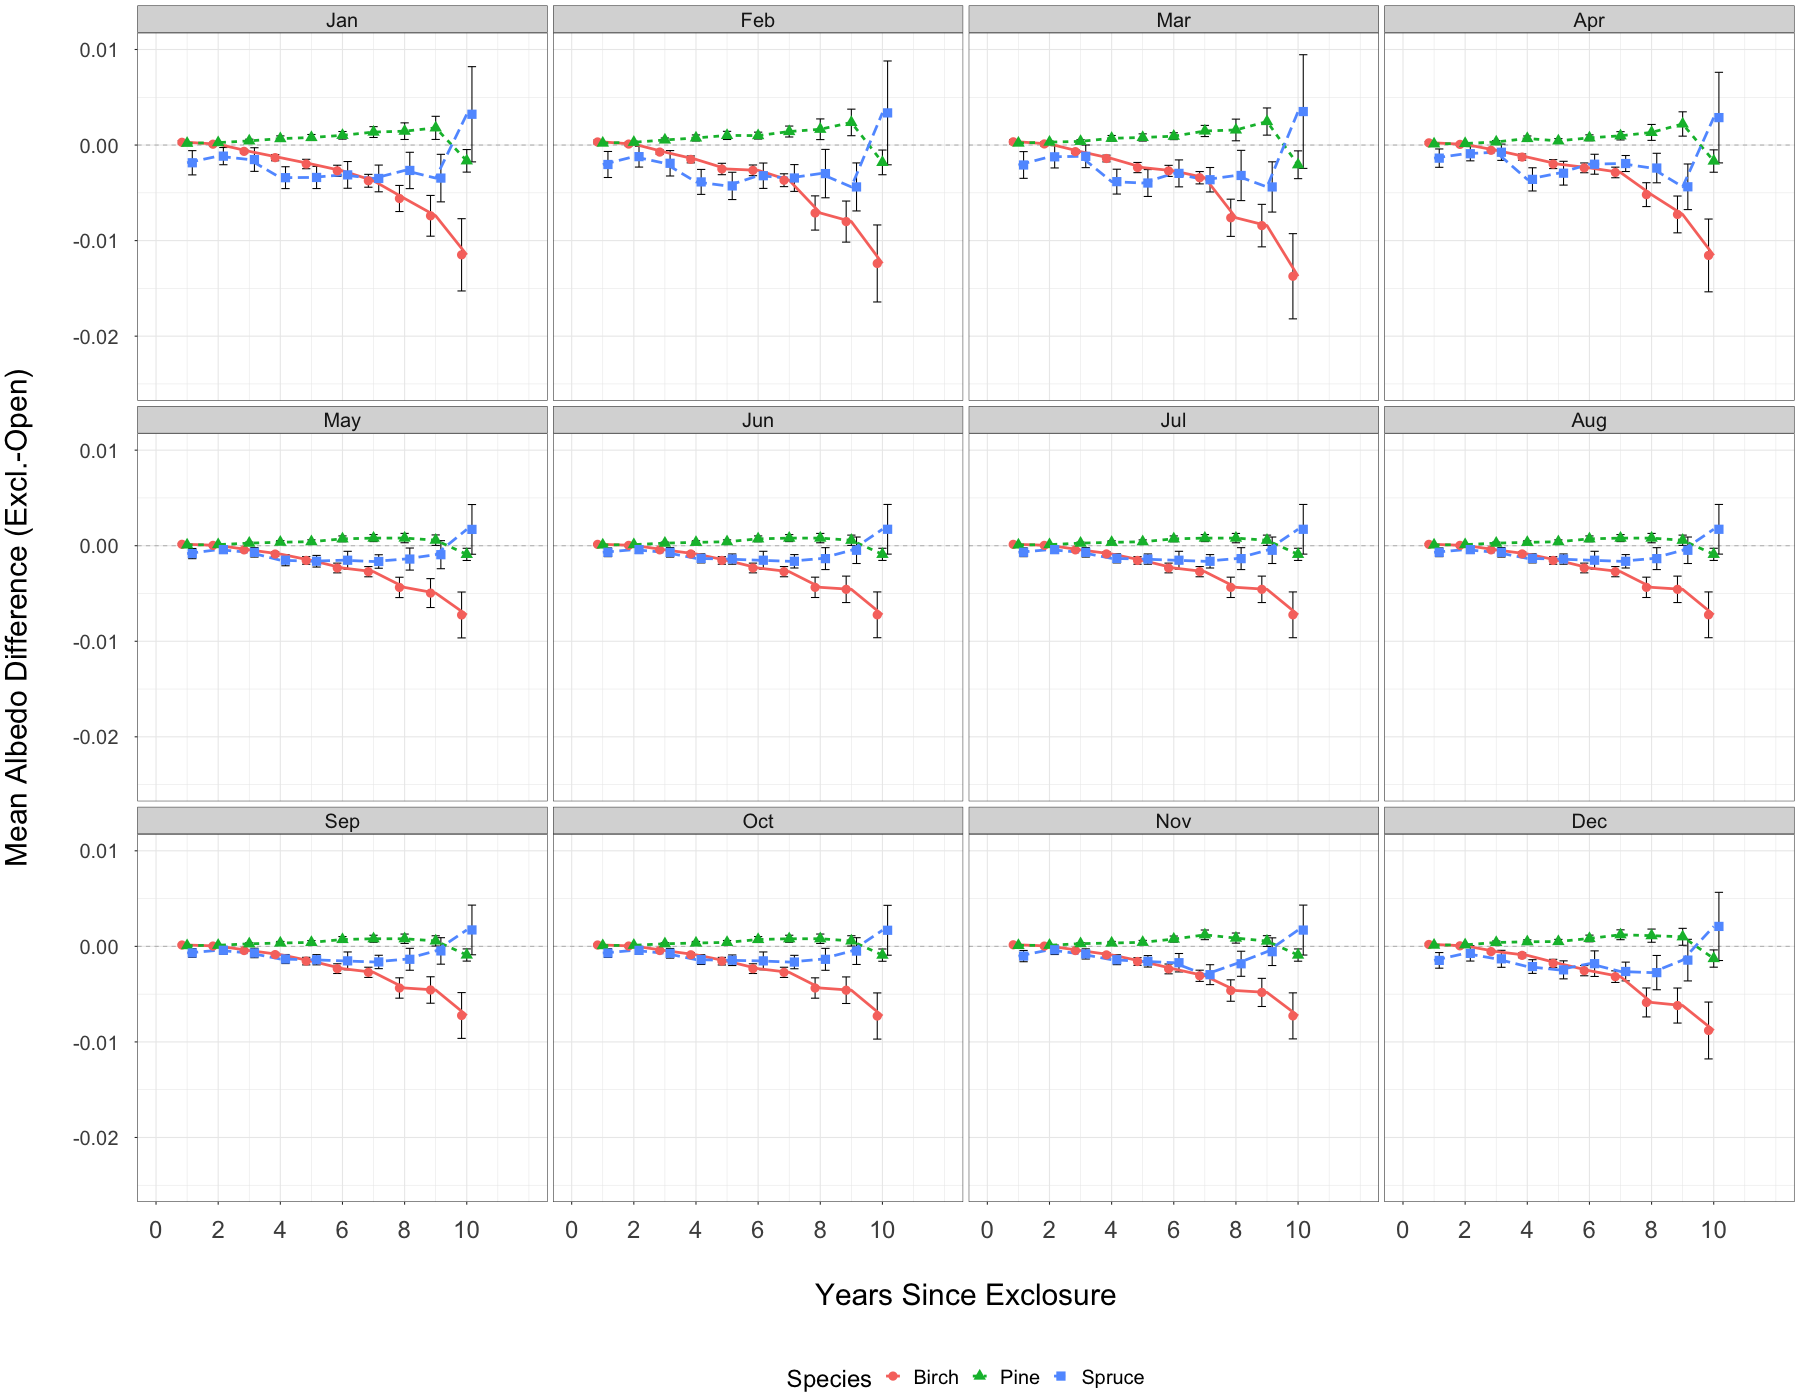 Jan Feb Mar Apr
0.01
0.00
-0.01
-0.02
May Jun Jul Aug
0.01
0.00
-0.01
-0.02
Mean Albedo Difference (Excl.-Open)
Sep Oct Nov Dec
0.01
0.00
-0.01
-0.02
0 2 4 6 8 10 0 2 4 6 8 10 0 2 4 6 8 10 0 2 4 6 8 10
Years Since Exclosure
Species Birch Pine Spruce